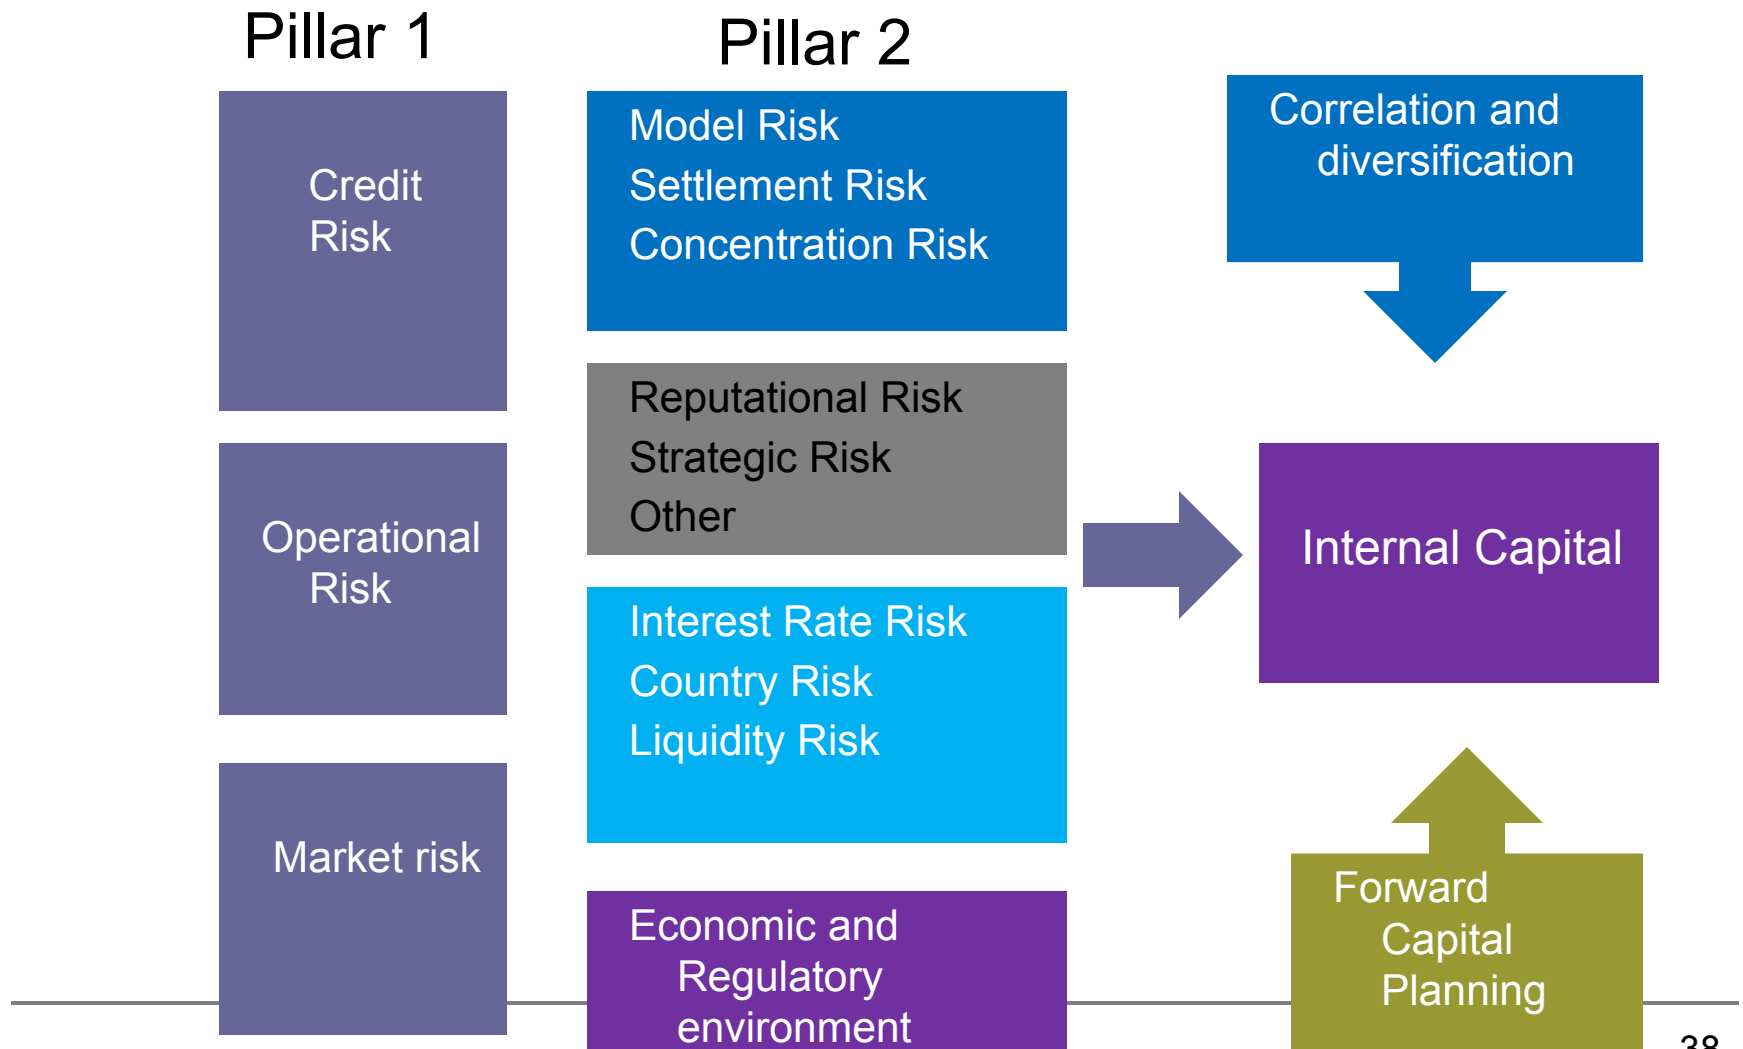 Pillar 1
Pillar 2
Credit
Risk
Operational
Risk
Market risk
Model Risk
Settlement Risk
Concentration Risk
Reputational Risk
Strategic Risk
Other
Interest Rate Risk
Country Risk
Liquidity Risk
Economic and
Regulatory
environment
Correlation and
diversification
Internal Capital
Forward
Capital
Planning
38